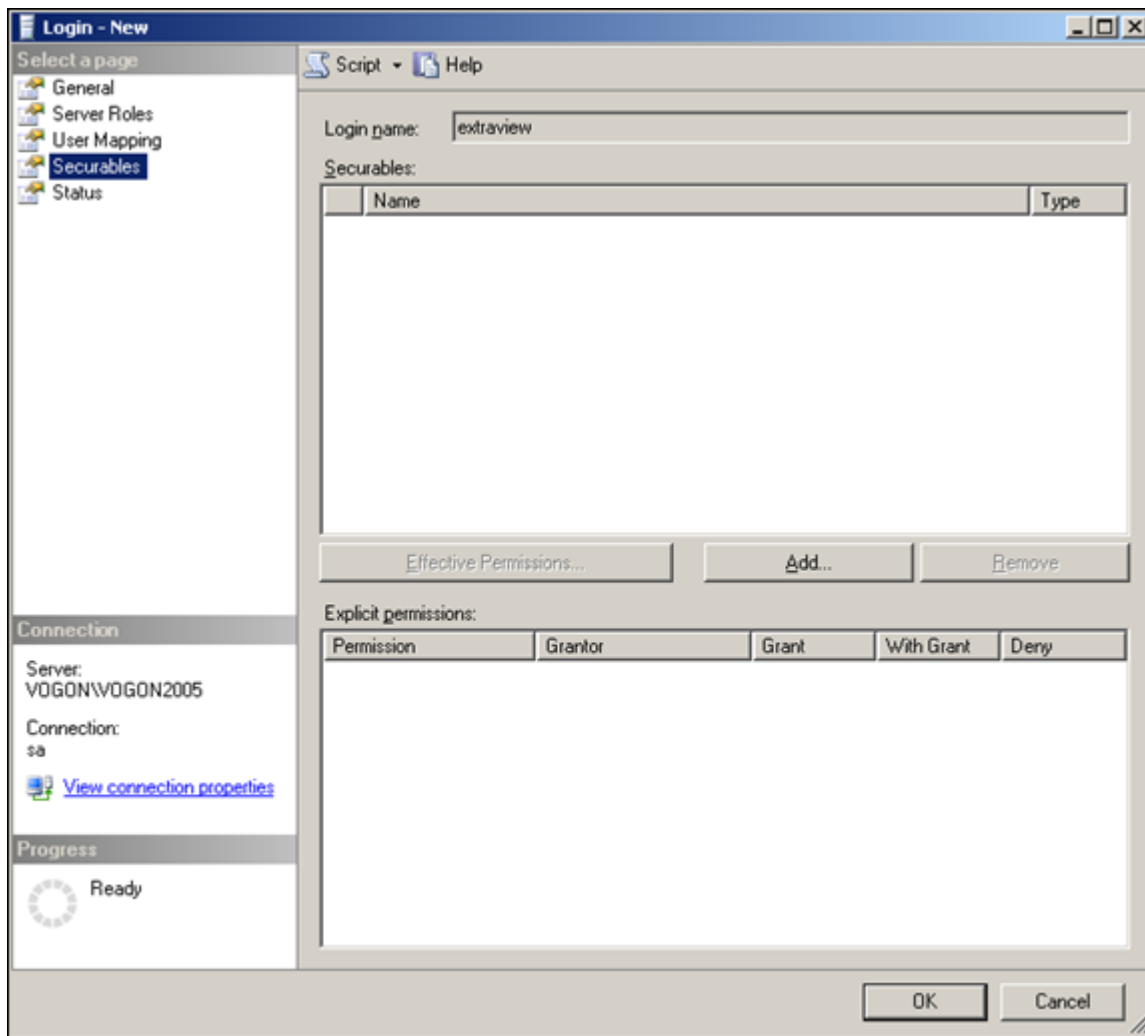 Login - New
Select a page
General
Server Roles
User Mapping
Securables
Status
Connection
Server:
VOGON\VOGON2005
Connection:
sa
View connection properties
Progress
Ready
Script Help
Login name: extraview
Securables:
Name Type
Effective Permissions... Add... Remove
Explicit permissions:
Permission Grantor Grant With Grant Deny
OK Cancel